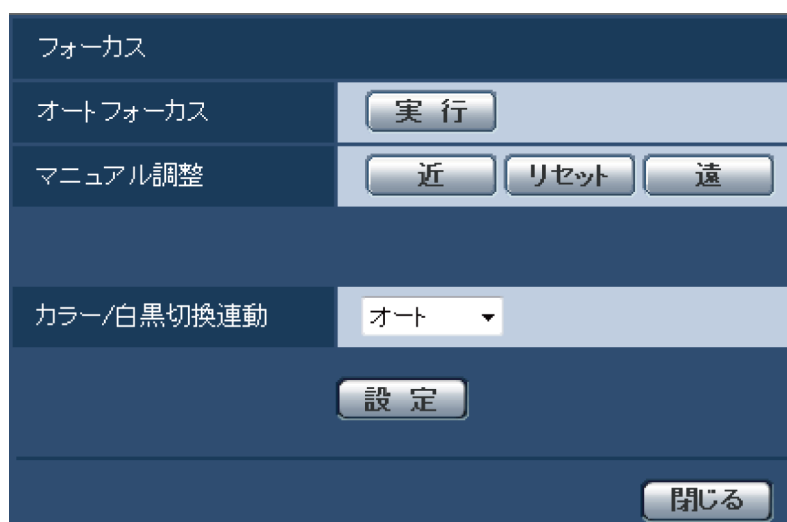 フォーカス
オートフォーカス 実 行
マニュアル調整 近 リセット 遠
カラー/白黒切換連動 オート
設 定
閉じる